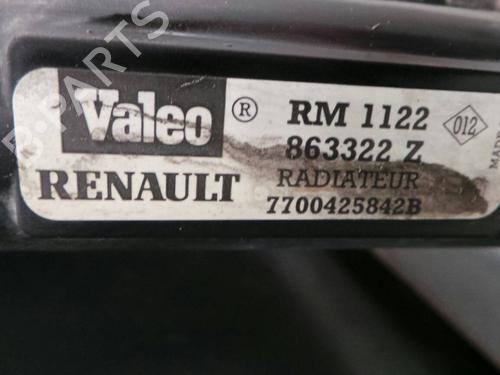 Valeo ® RM 1122 012
863322 Z
RENAULT RADIATEUR
7700425842B
MADE
B-PARTS